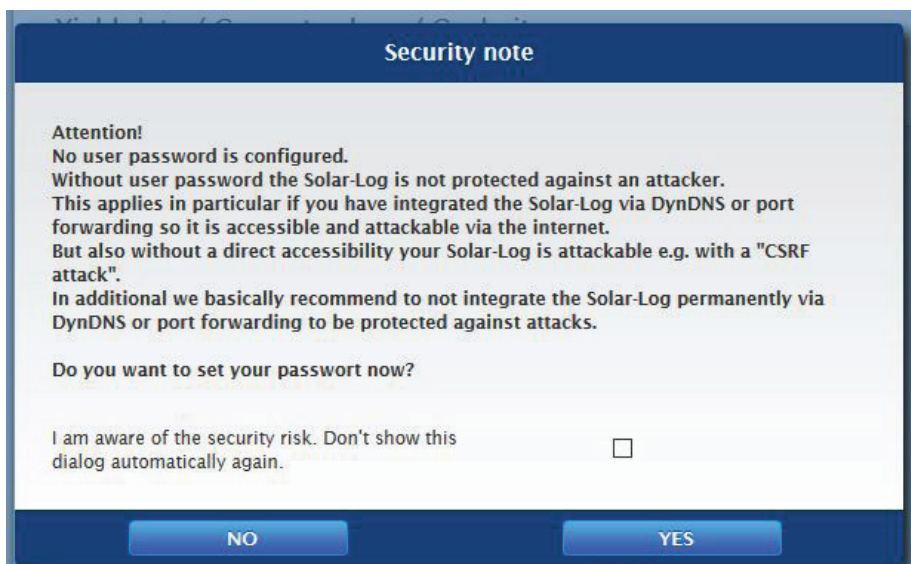 Security note
Attention!
No user password is configured.
Without user password the Solar-Log is not protected against an attacker.
This applies in particular if you have integrated the Solar-Log via DynDNS or port
forwarding so it is accessible and attackable via the internet.
But also without a direct accessibility your Solar-Log is attackable e.g. with a "CSRF
attack".
In additional we basically recommend to not integrate the Solar-Log permanently via
DynDNS or port forwarding to be protected against attacks.
Do you want to set your passwort now?
I am aware of the security risk. Don't show this
dialog automatically again.
NO
YES